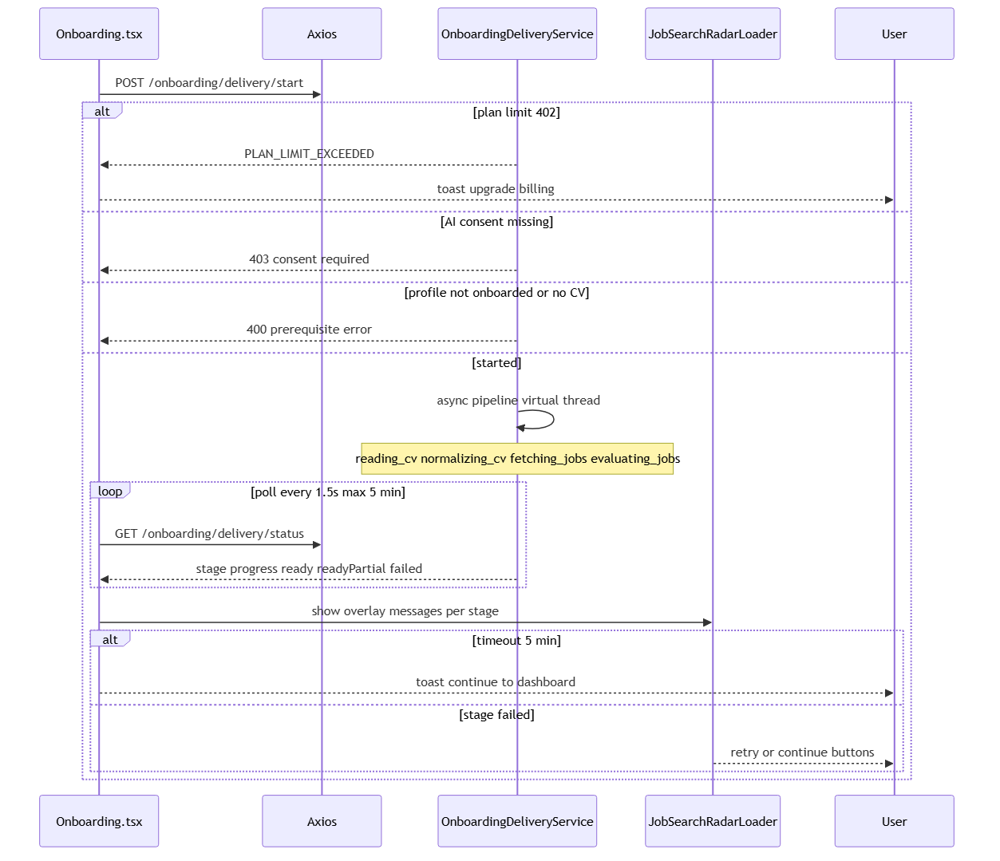 Onboarding.tsx
Axios
OnboardingDeliveryService
JobSearchRadarLoader
User
POST /onboarding/delivery/start
alt
[plan limit 402]
PLAN_LIMIT_EXCEEDED
toast upgrade billing
[AI consent missing]
403 consent required
[profile not onboarded or no CV]
400 prerequisite error
[started]
async pipeline virtual thread
reading_cv normalizing_cv fetching_jobs evaluating_jobs
loop
[poll every 1.5s max 5 min]
GET /onboarding/delivery/status
stage progress ready readyPartial failed
show overlay messages per stage
alt
[timeout 5 min]
toast continue to dashboard
[stage failed]
retry or continue buttons
Onboarding.tsx
Axios
OnboardingDeliveryService
JobSearchRadarLoader
User